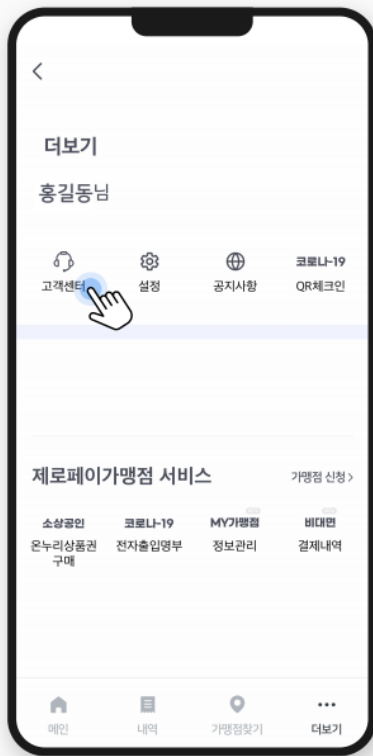 더보기
홍길동님
코로나-19
고객센터 설정 공지사항 QR체크인
제로페이가맹점 서비스 가맹점 신청 >
소상공인 코로나-19 MY가맹점 비대면
온누리상품권 전자출입명부 정보관리 결제내역
구매
메인 내역 가맹점찾기 더보기